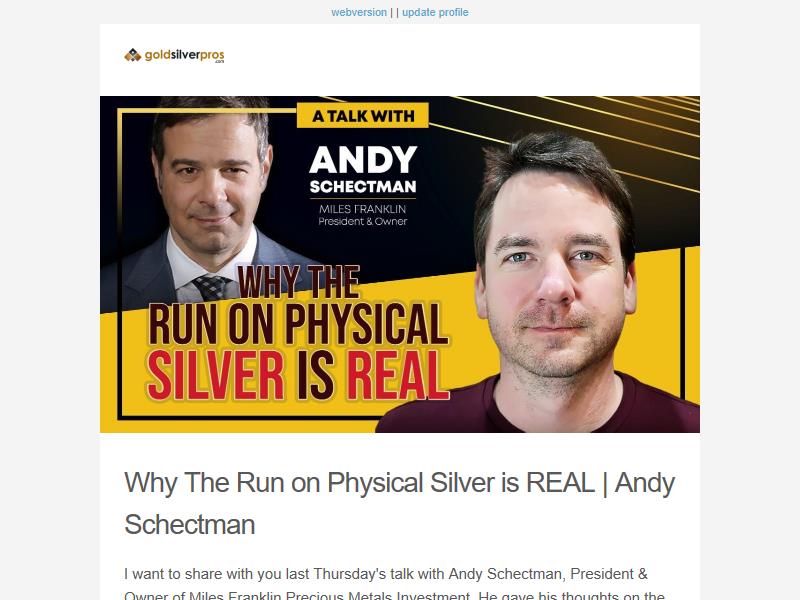 webversion | | update profile
goldsilverpros
.com
A TALK WITH
ANDY
SCHECTMAN
MILES FRANKLIN
President & Owner
WHY THE
RUN ON PHYSICAL
SILVER IS REAL
Why The Run on Physical Silver is REAL | Andy
Schectman
I want to share with you last Thursday's talk with Andy Schectman, President &
Owner of Miles Franklin Precious Metals Investment. He gave his thoughts on the